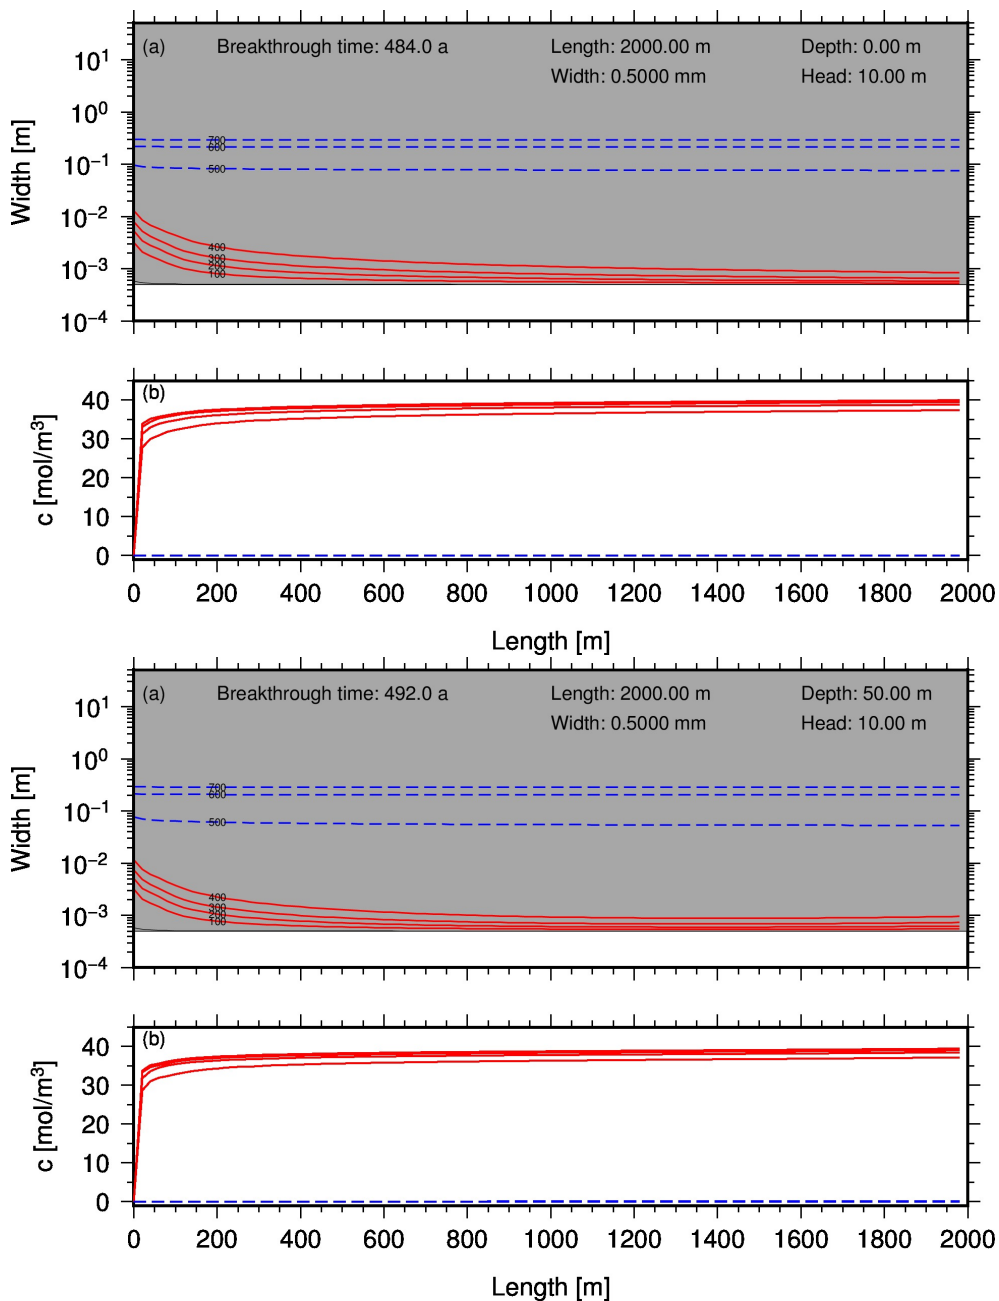 (a) Breakthrough time: 484.0 a Length: 2000.00 m Depth: 0.00 m
Width: 0.5000 mm Head: 10.00 m
10^1
10^0
10^-1
10^-2
10^-3
10^-4
Width [m]
700
600
500
400
300
200
100
(b)
40
30
20
10
0
c [mol/m^3]
0 200 400 600 800 1000 1200 1400 1600 1800 2000
Length [m]
(a) Breakthrough time: 492.0 a Length: 2000.00 m Depth: 50.00 m
Width: 0.5000 mm Head: 10.00 m
10^1
10^0
10^-1
10^-2
10^-3
10^-4
Width [m]
700
600
500
400
300
200
100
(b)
40
30
20
10
0
c [mol/m^3]
0 200 400 600 800 1000 1200 1400 1600 1800 2000
Length [m]